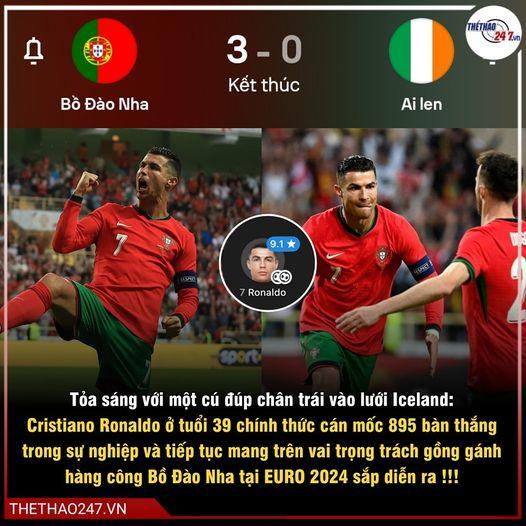 THETHAO
247.VN
3 - 0
Kết thúc
Bồ Đào Nha
Ai len
7
7
RESPECT
9.1
7 Ronaldo
Tỏa sáng với một cú đúp chân trái vào lưới Iceland:
Cristiano Ronaldo ở tuổi 39 chính thức cán mốc 895 bàn thắng
trong sự nghiệp và tiếp tục mang trên vai trọng trách gồng gánh
hàng công Bồ Đào Nha tại EURO 2024 sắp diễn ra !!!
THETHAO247.VN